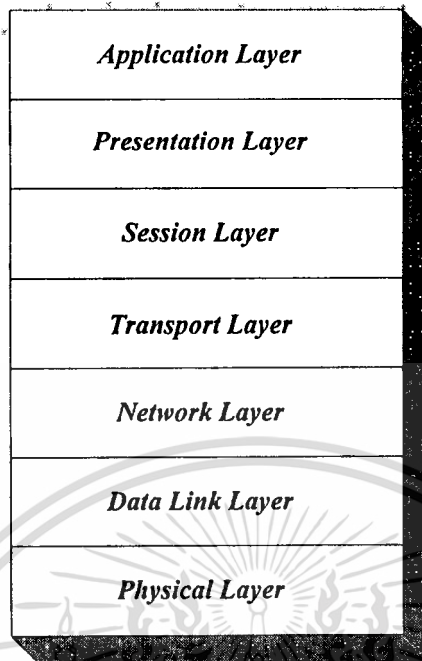 Application Layer
Presentation Layer
Session Layer
Transport Layer
Network Layer
Data Link Layer
Physical Layer